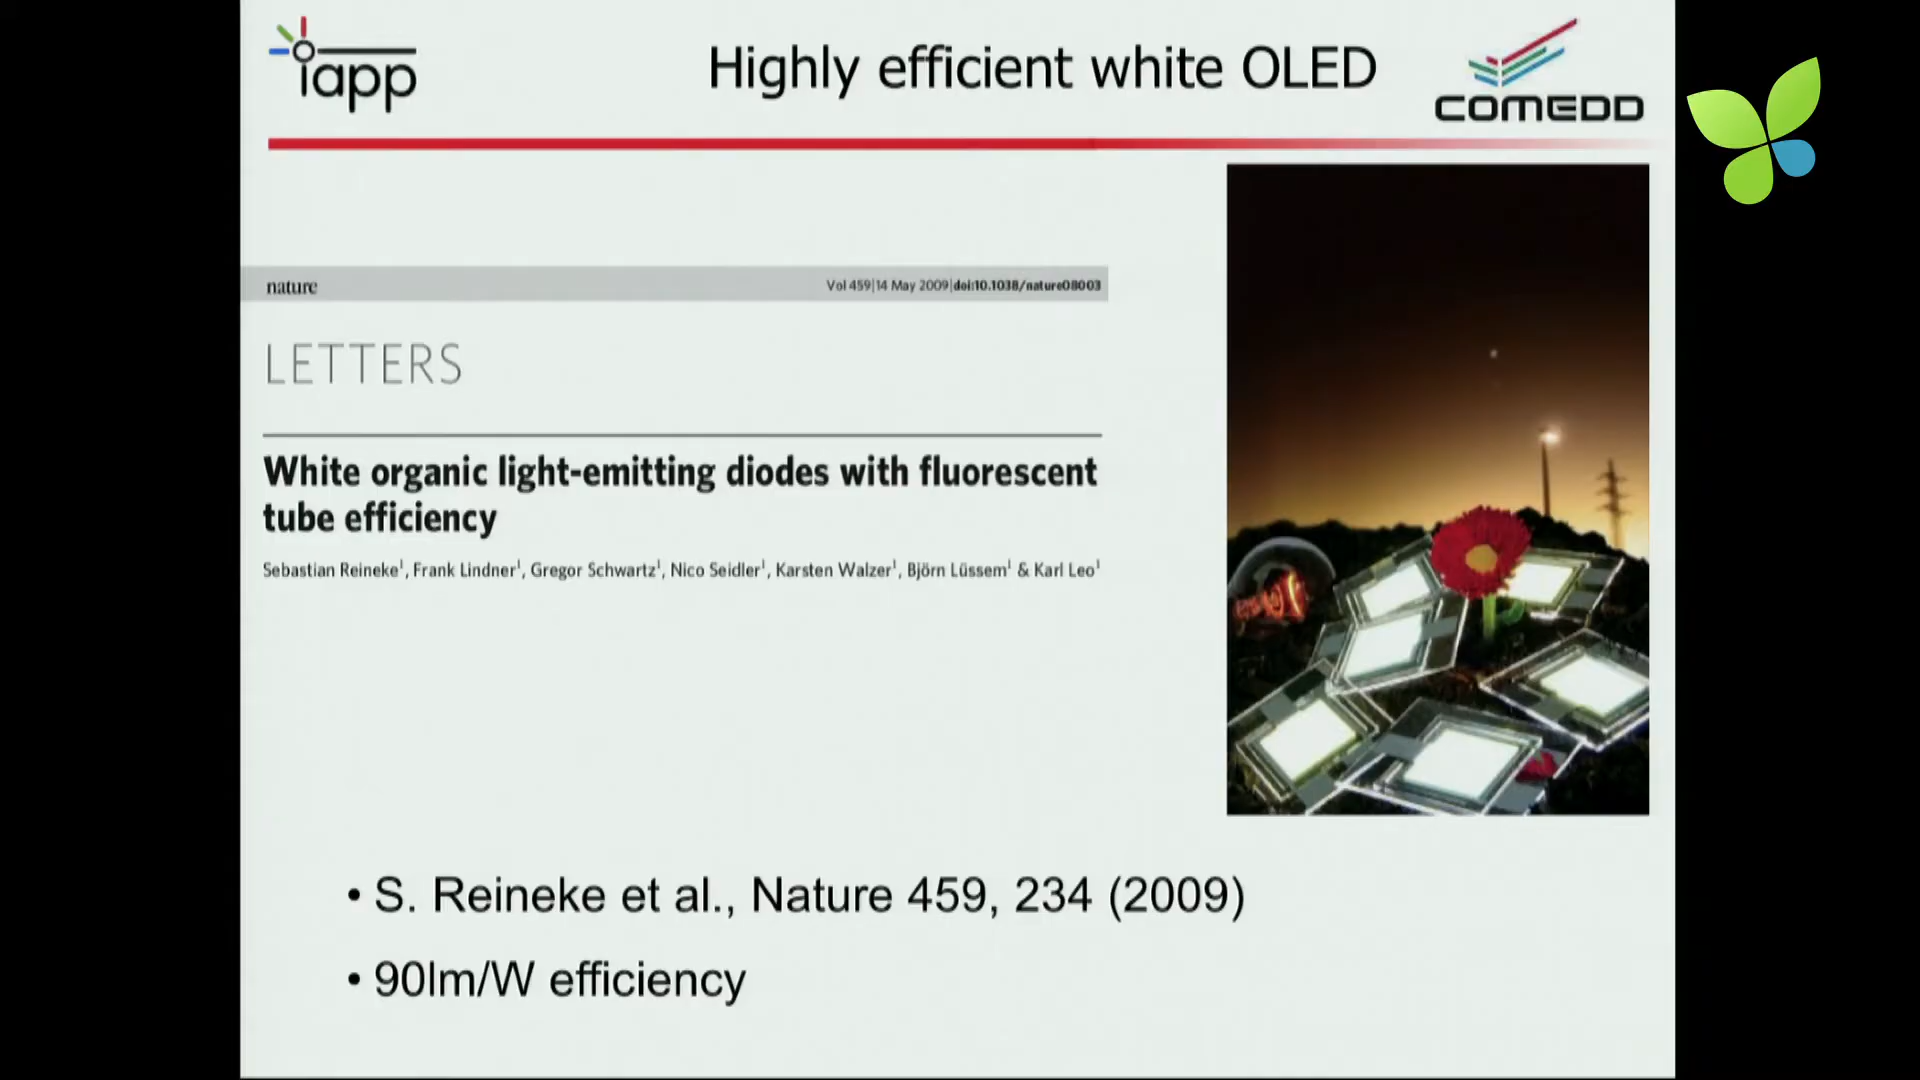 iapp
Highly efficient white OLED
COMEDD
nature
Vol 459|14 May 2009|doi:10.1038/nature08003
LETTERS
White organic light-emitting diodes with fluorescent
tube efficiency
Sebastian Reineke¹, Frank Lindner¹, Gregor Schwartz¹, Nico Seidler¹, Karsten Walzer¹, Björn Lüssem¹ & Karl Leo¹
• S. Reineke et al., Nature 459, 234 (2009)
• 90lm/W efficiency